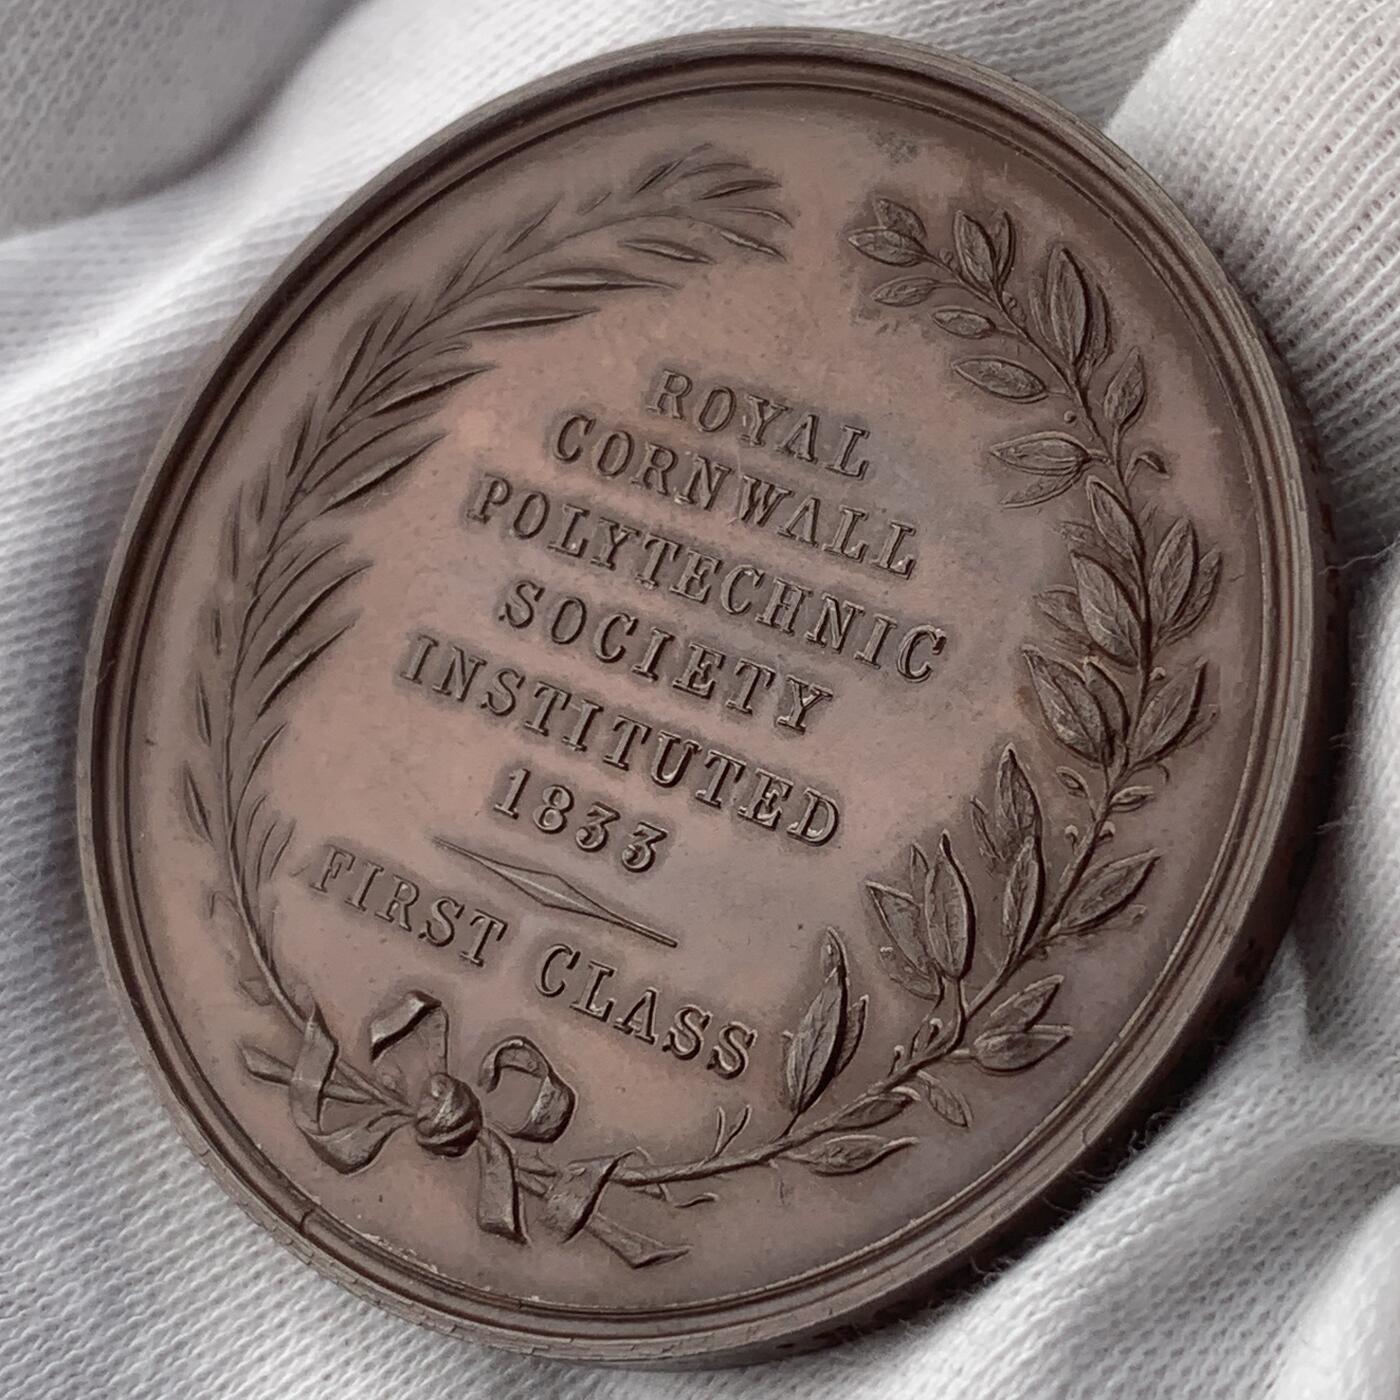 ROYAL
CORNWALL
POLYTECHNIC
SOCIETY
INSTITUTED
1833
FIRST CLASS